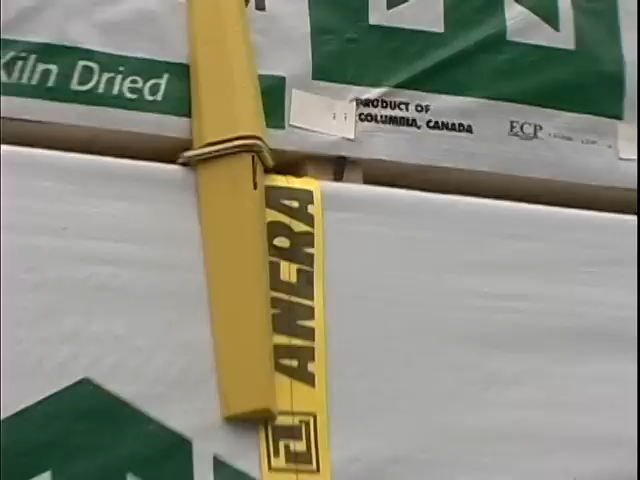 Kiln Dried
PRODUCT OF
COLUMBIA, CANADA
ECP
ANERA